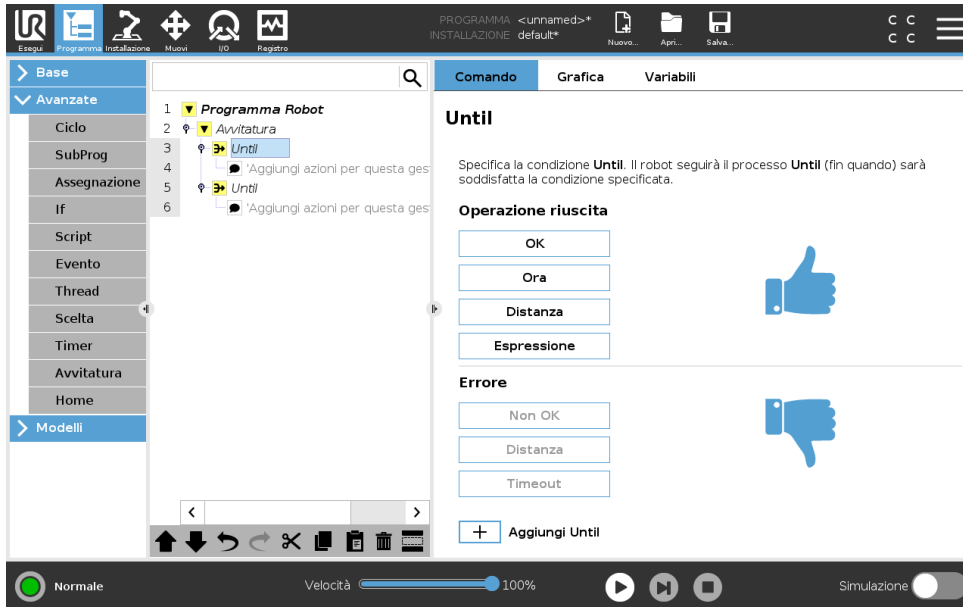 UR
PROGRAMMA <unnamed>*
INSTALLAZIONE default*
C C
C C
Esegui Programma Installazione Muovi I/O Registro Nuovo... Apri... Salva...
Base
Avanzate
Ciclo
SubProg
Assegnazione
If
Script
Evento
Thread
Scelta
Timer
Avvitatura
Home
Modelli
1 Programma Robot
2 Avvitatura
3 Until
4 'Aggiungi azioni per questa ges
5 Until
6 'Aggiungi azioni per questa ges
Comando Grafica Variabili
Until
Specifica la condizione Until. Il robot seguirà il processo Until (fin quando) sarà
soddisfatta la condizione specificata.
Operazione riuscita
OK
Ora
Distanza
Espressione
Errore
Non OK
Distanza
Timeout
+ Aggiungi Until
Normale Velocità 100% Simulazione